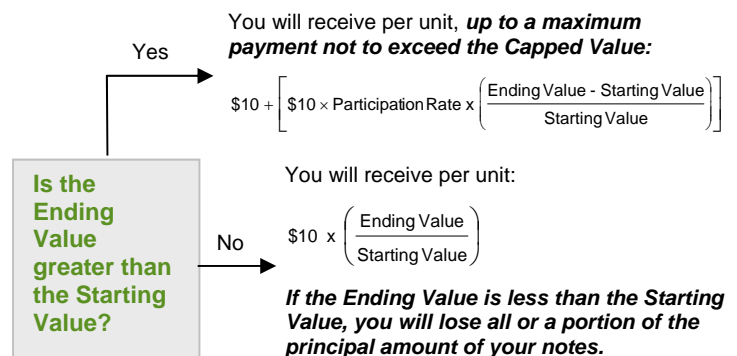 You will receive per unit, up to a maximum
payment not to exceed the Capped Value:
Yes
$10 + [$10 × Participation Rate x (Ending Value - Starting Value / Starting Value)]
Is the
Ending
Value
greater than
the Starting
Value?
No
You will receive per unit:
$10 x (Ending Value / Starting Value)
If the Ending Value is less than the Starting
Value, you will lose all or a portion of the
principal amount of your notes.